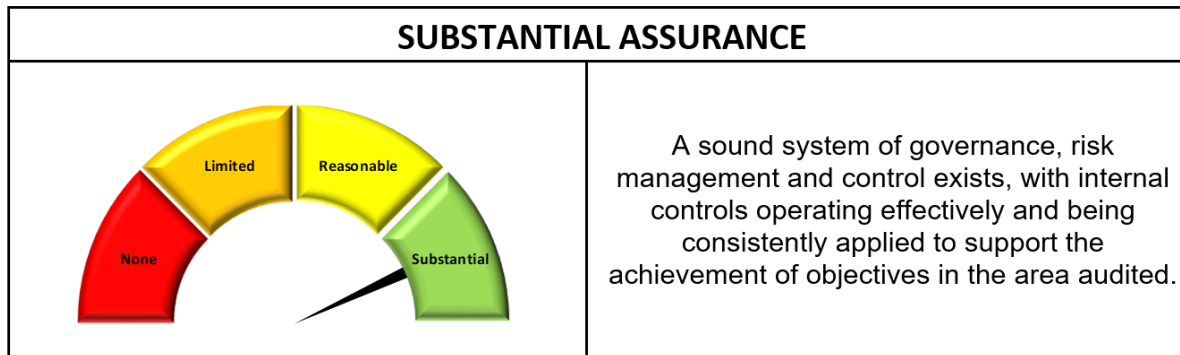 SUBSTANTIAL ASSURANCE
Limited
Reasonable
None
Substantial
A sound system of governance, risk
management and control exists, with internal
controls operating effectively and being
consistently applied to support the
achievement of objectives in the area audited.